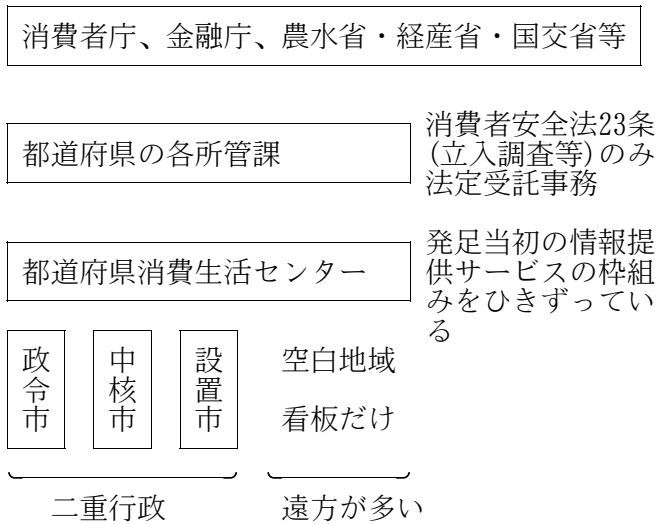 消費者庁、金融庁、農水省・経産省・国交省等
都道府県の各所管課
消費者安全法23条
(立入調査等)のみ
法定受託事務
都道府県消費生活センター
発足当初の情報提
供サービスの枠組
みをひきずってい
る
政令市
中核市
設置市
空白地域
看板だけ
二重行政
遠方が多い